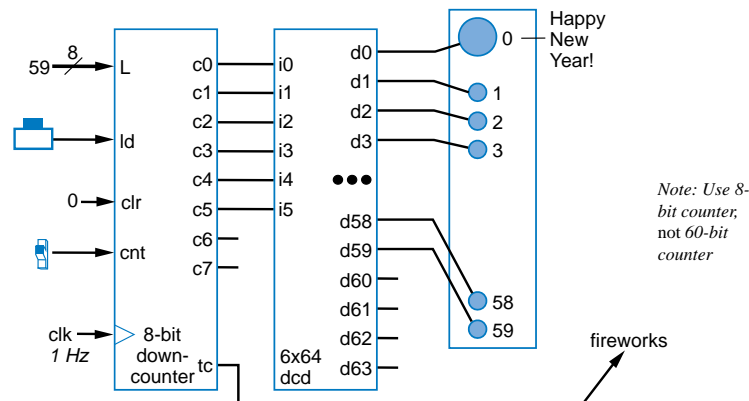 59
8
L
ld
0
clr
cnt
clk
1 Hz
8-bit
down-
counter
c0
c1
c2
c3
c4
c5
c6
c7
tc
i0
i1
i2
i3
i4
i5
6x64
dcd
d0
d1
d2
d3
d58
d59
d60
d61
d62
d63
0
1
2
3
58
59
Happy
New
Year!
Note: Use 8-
bit counter,
not 60-bit
counter
fireworks